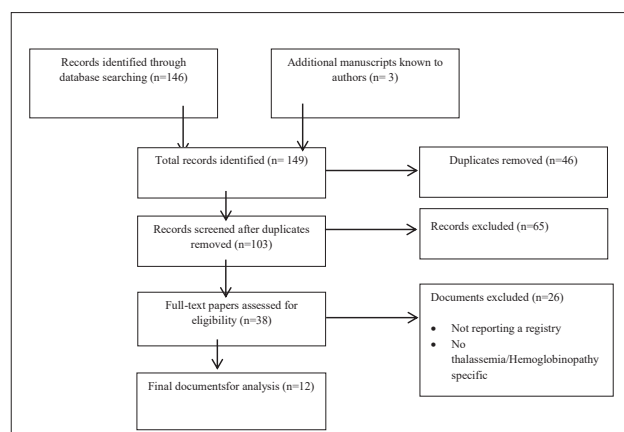 Records identified through
database searching (n=146)
Additional manuscripts known to
authors (n= 3)
Total records identified (n= 149)
Duplicates removed (n=46)
Records screened after duplicates
removed (n=103)
Records excluded (n=65)
Full-text papers assessed for
eligibility (n=38)
Documents excluded (n=26)
• Not reporting a registry
• No
thalassemia/Hemoglobinopathy
specific
Final documentsfor analysis (n=12)